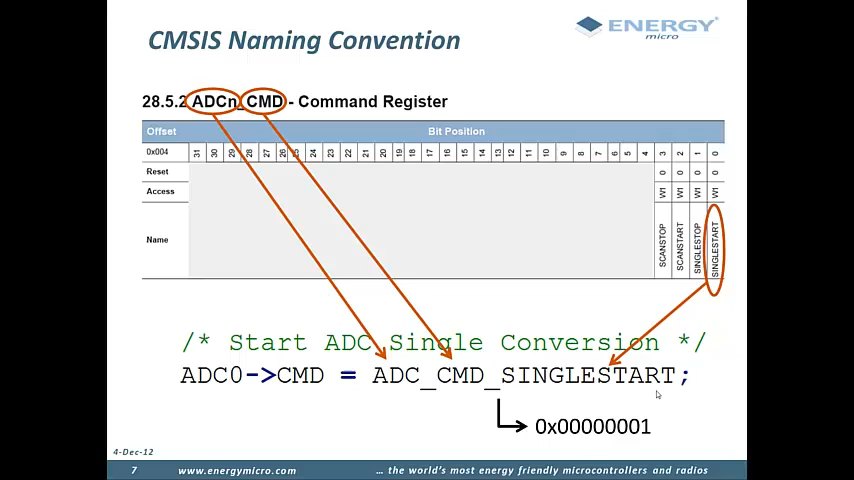 CMSIS Naming Convention
ENERGY
micro
28.5.2 ADCn_CMD - Command Register
Offset Bit Position
0x004 31 30 29 28 27 26 25 24 23 22 21 20 19 18 17 16 15 14 13 12 11 10 9 8 7 6 5 4 3 2 1 0
Reset 0 0 0 0
Access W1 W1 W1 W1
Name SCANSTOP SCANSTART SINGLESTOP SINGLESTART
/* Start ADC Single Conversion */
ADC0->CMD = ADC_CMD_SINGLESTART;
0x00000001
4-Dec-12
7 www.energymicro.com ... the world's most energy friendly microcontrollers and radios